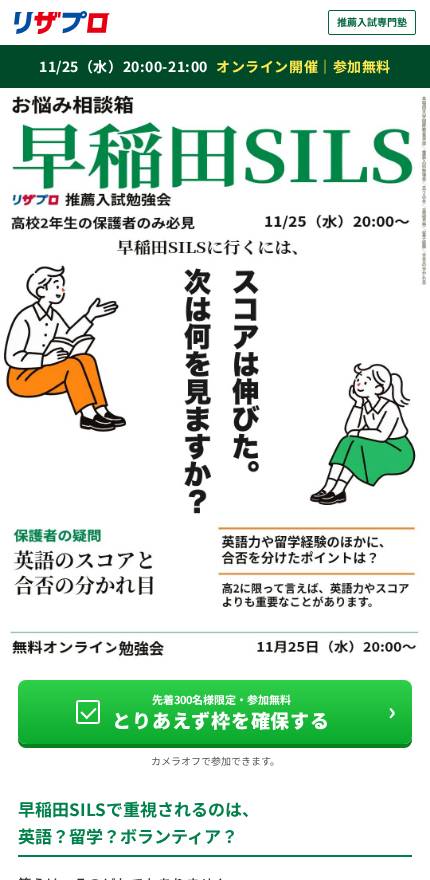 リザプロ
推薦入試専門塾
11/25（水）20:00-21:00 オンライン開催｜参加無料
お悩み相談箱
早稲田SILS
リザプロ 推薦入試勉強会
高校2年生の保護者のみ必見
11/25（水）20:00〜
早稲田SILSに行くには、
スコアは伸びた。
次は何を見ますか？
保護者の疑問
英語のスコアと
合否の分かれ目
英語力や留学経験のほかに、
合否を分けたポイントは？
高2に限って言えば、英語力やスコア
よりも重要なことがあります。
無料オンライン勉強会
11月25日（水）20:00〜
先着300名様限定・参加無料
とりあえず枠を確保する
カメラオフで参加できます。
早稲田SILSで重視されるのは、
英語？留学？ボランティア？